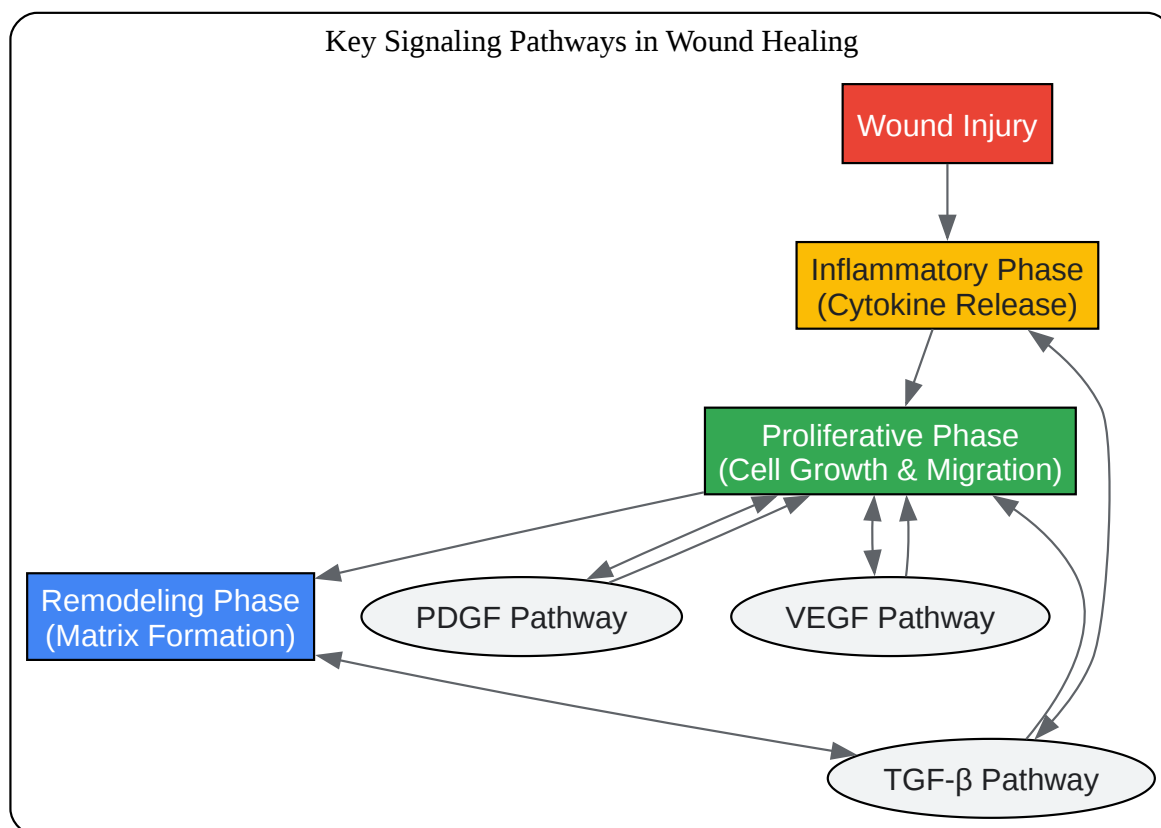 Key Signaling Pathways in Wound Healing
Wound Injury
Inflammatory Phase
(Cytokine Release)
Proliferative Phase
(Cell Growth & Migration)
Remodeling Phase
(Matrix Formation)
PDGF Pathway
VEGF Pathway
TGF-β Pathway